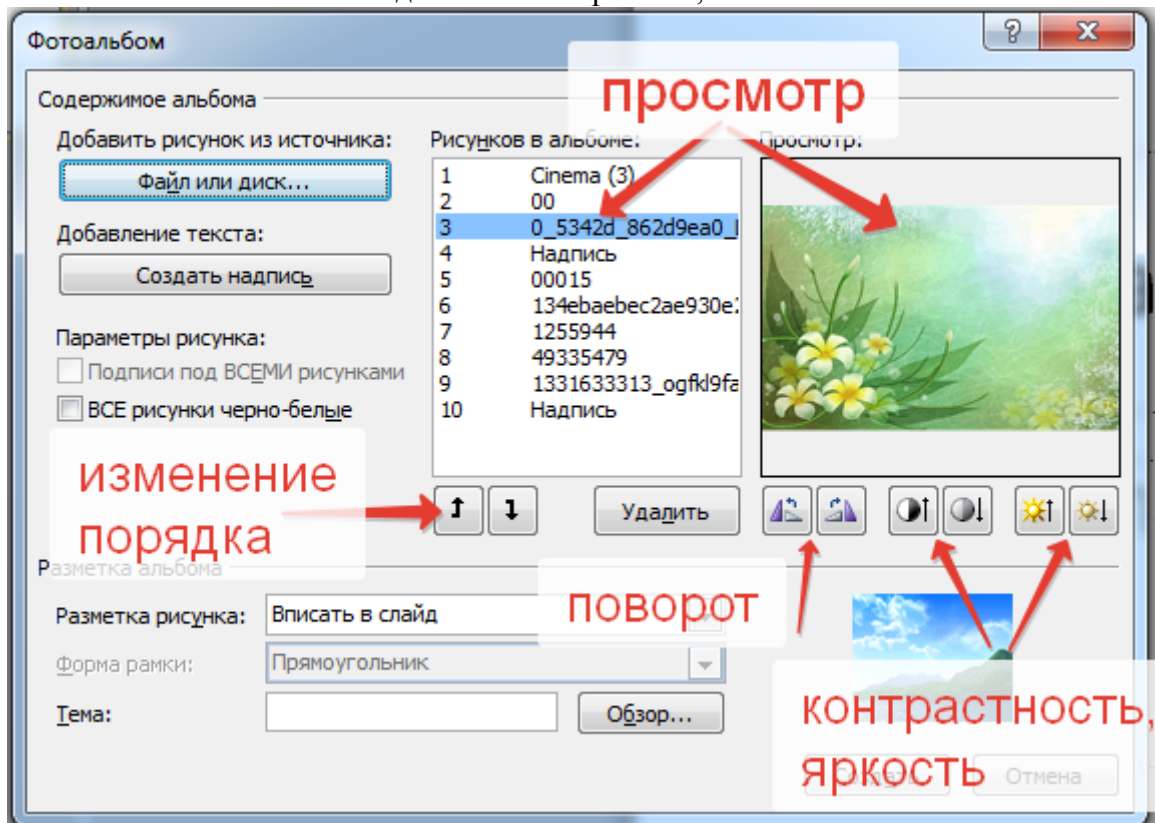 Фотоальбом
просмотр
Содержимое альбома
Добавить рисунок из источника:
Файл или диск...
Добавление текста:
Создать надпись
Параметры рисунка:
Подписи под ВСЕМИ рисунками
ВСЕ рисунки черно-белые
Рисунков в альбоме:
1 Cinema (3)
2 00
3 0_5342d_862d9ea0_
4 Надпись
5 00015
6 134ebaebec2ae930e
7 1255944
8 49335479
9 1331633313_ogfkl9fa
10 Надпись
Просмотр:
изменение
порядка
Удалить
Разметка альбома
Разметка рисунка: Вписать в слайд
поворот
Форма рамки: Прямоугольник
Тема: Обзор...
контрастность,
яркость
Создать Отмена